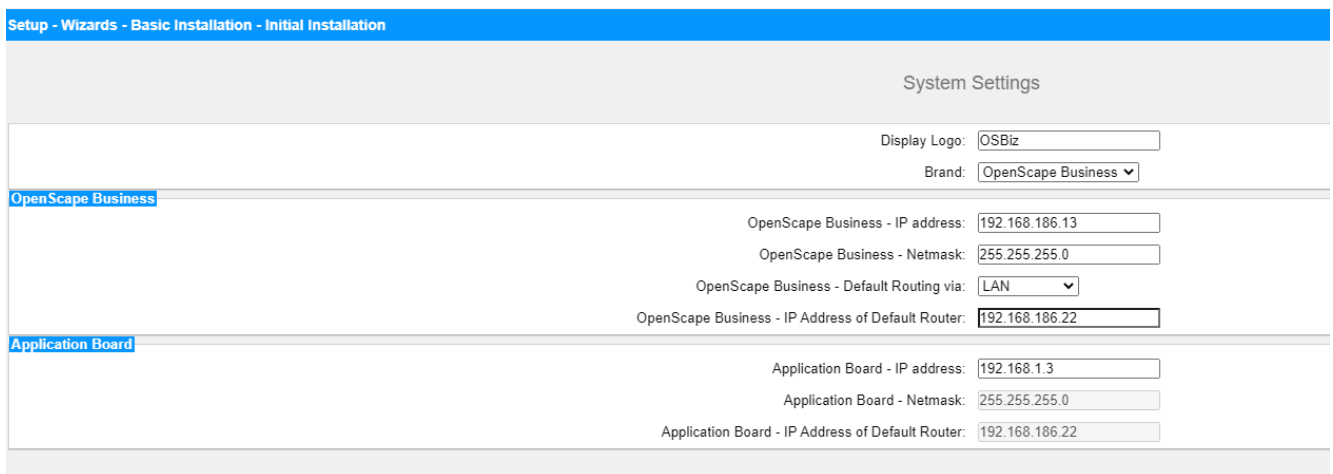 Setup - Wizards - Basic Installation - Initial Installation
System Settings
Display Logo: OSBiz
Brand: OpenScape Business
OpenScape Business
OpenScape Business - IP address: 192.168.186.13
OpenScape Business - Netmask: 255.255.255.0
OpenScape Business - Default Routing via: LAN
OpenScape Business - IP Address of Default Router: 192.168.186.22
Application Board
Application Board - IP address: 192.168.1.3
Application Board - Netmask: 255.255.255.0
Application Board - IP Address of Default Router: 192.168.186.22